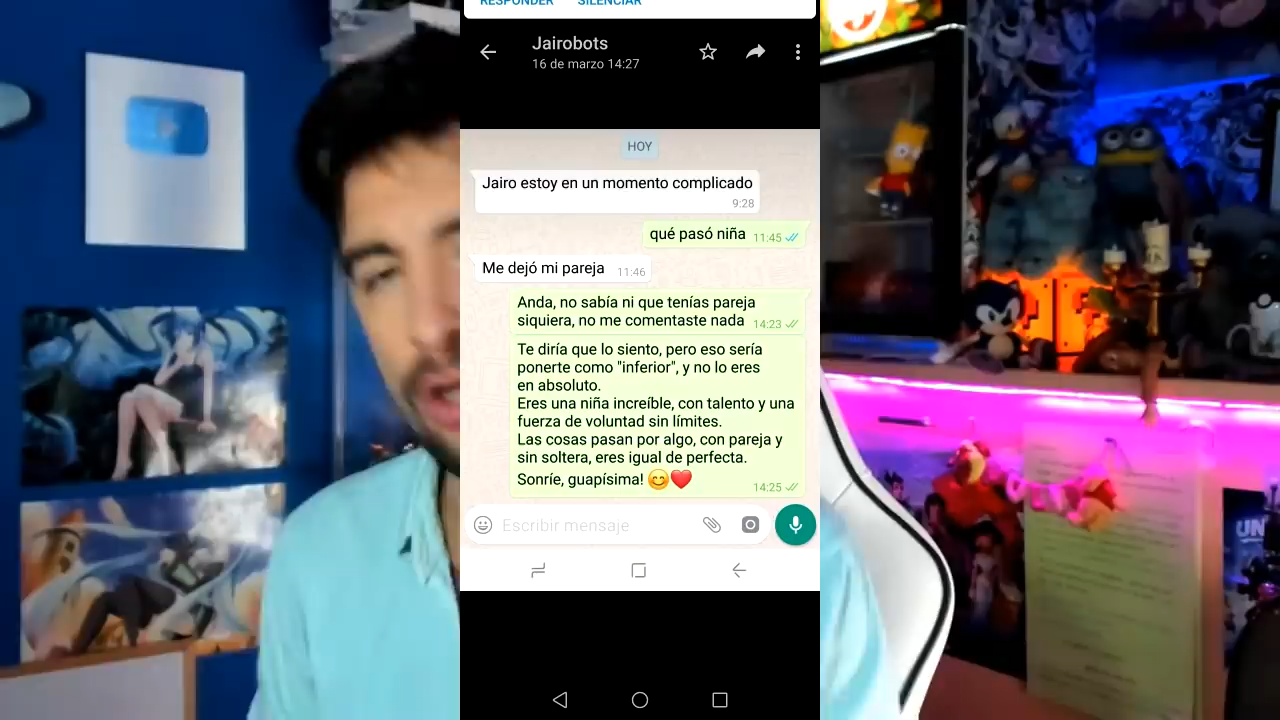 RESPONDER SILENCIAR
Jairobots
16 de marzo 14:27
HOY
Jairo estoy en un momento complicado
9:28
qué pasó niña 11:45
Me dejó mi pareja 11:46
Anda, no sabía ni que tenías pareja
siquiera, no me comentaste nada 14:23
Te diría que lo siento, pero eso sería
ponerte como "inferior", y no lo eres
en absoluto.
Eres una niña increíble, con talento y una
fuerza de voluntad sin límites.
Las cosas pasan por algo, con pareja y
sin soltera, eres igual de perfecta.
Sonríe, guapísima! 😊❤️
14:25
Escribir mensaje
UN